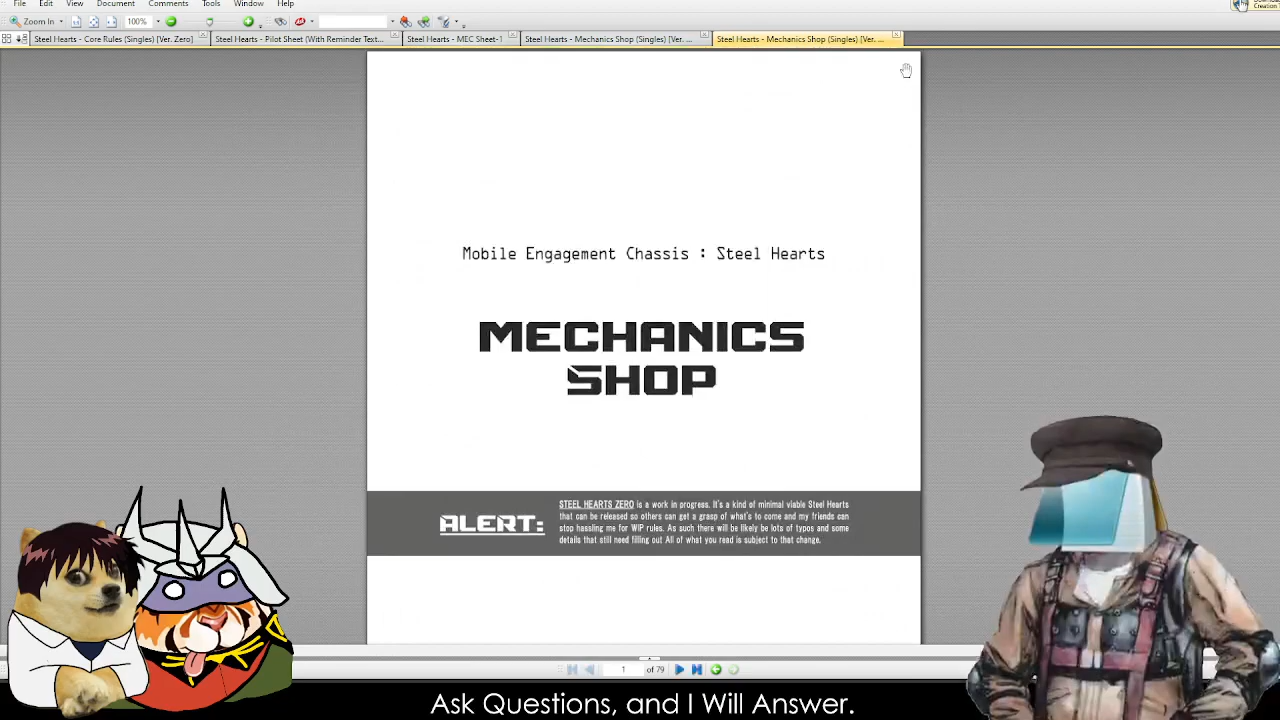 File Edit View Document Comments Tools Window Help
Creation
Zoom In 100%
Steel Hearts - Core Rules (Singles) [Ver. Zero] Steel Hearts - Pilot Sheet (With Reminder Text... Steel Hearts - MEC Sheet-1 Steel Hearts - Mechanics Shop (Singles) [Ver. ... Steel Hearts - Mechanics Shop (Singles) [Ver. ...
Mobile Engagement Chassis : Steel Hearts
MECHANICS
SHOP
ALERT:
STEEL HEARTS ZERO is a work in progress. It's a kind of minimal viable Steel Hearts
that can be released so others can get a grasp of what's to come and my friends can
stop hassling me for WIP rules. As such there will be likely be lots of typos and some
details that still need filling out All of what you read is subject to that change.
1 of 79
Ask Questions, and I Will Answer.